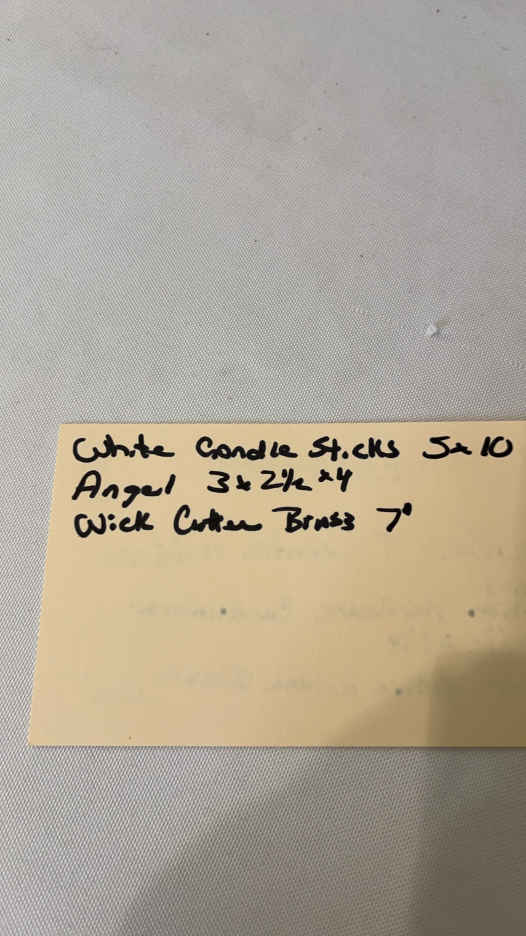 White Candle Sticks 5x10
Angel 3x2½x4
Wick Cutter Brass 7"